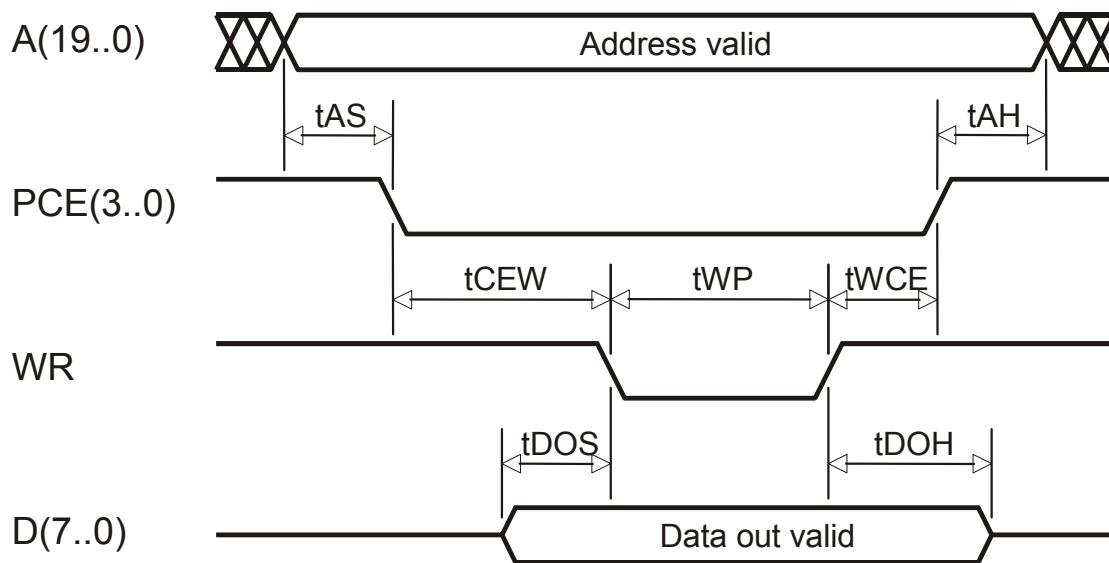 A(19..0)
Address valid
tAS
tAH
PCE(3..0)
tCEW
tWP
tWCE
WR
tDOS
tDOH
D(7..0)
Data out valid